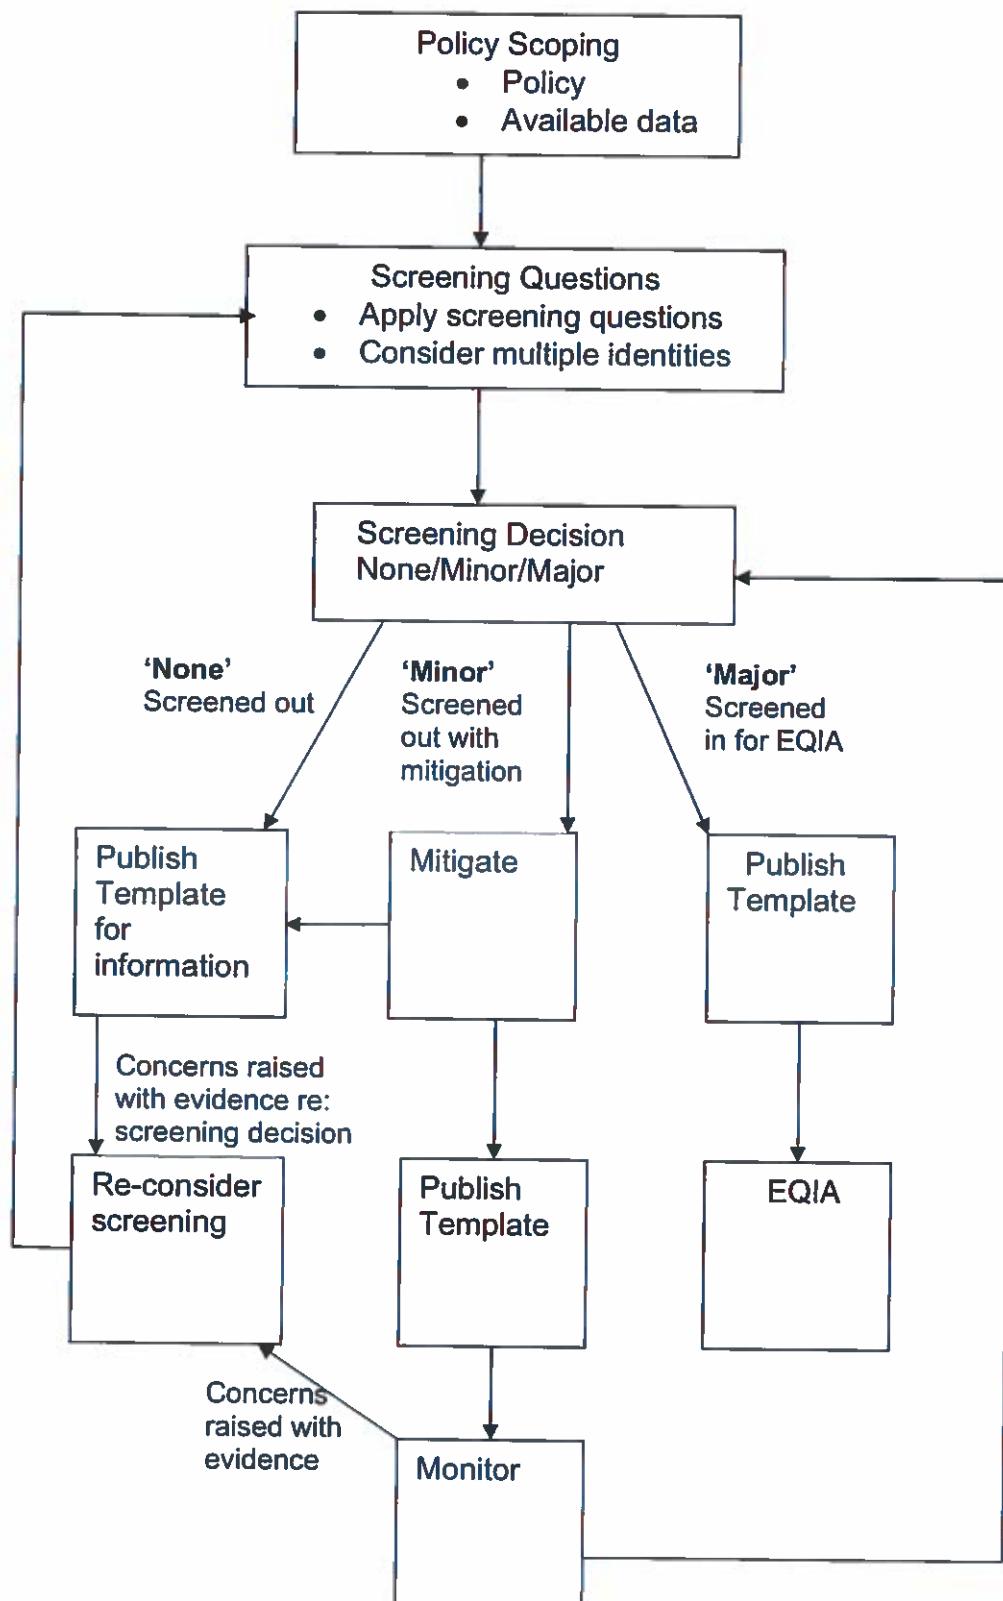 Policy Scoping
• Policy
• Available data
Screening Questions
• Apply screening questions
• Consider multiple identities
Screening Decision
None/Minor/Major
‘None’
Screened out
‘Minor’
Screened
out with
mitigation
‘Major’
Screened
in for EQIA
Publish
Template
for
information
Mitigate
Publish
Template
Concerns raised
with evidence re:
screening decision
Re-consider
screening
Publish
Template
EQIA
Concerns
raised with
evidence
Monitor